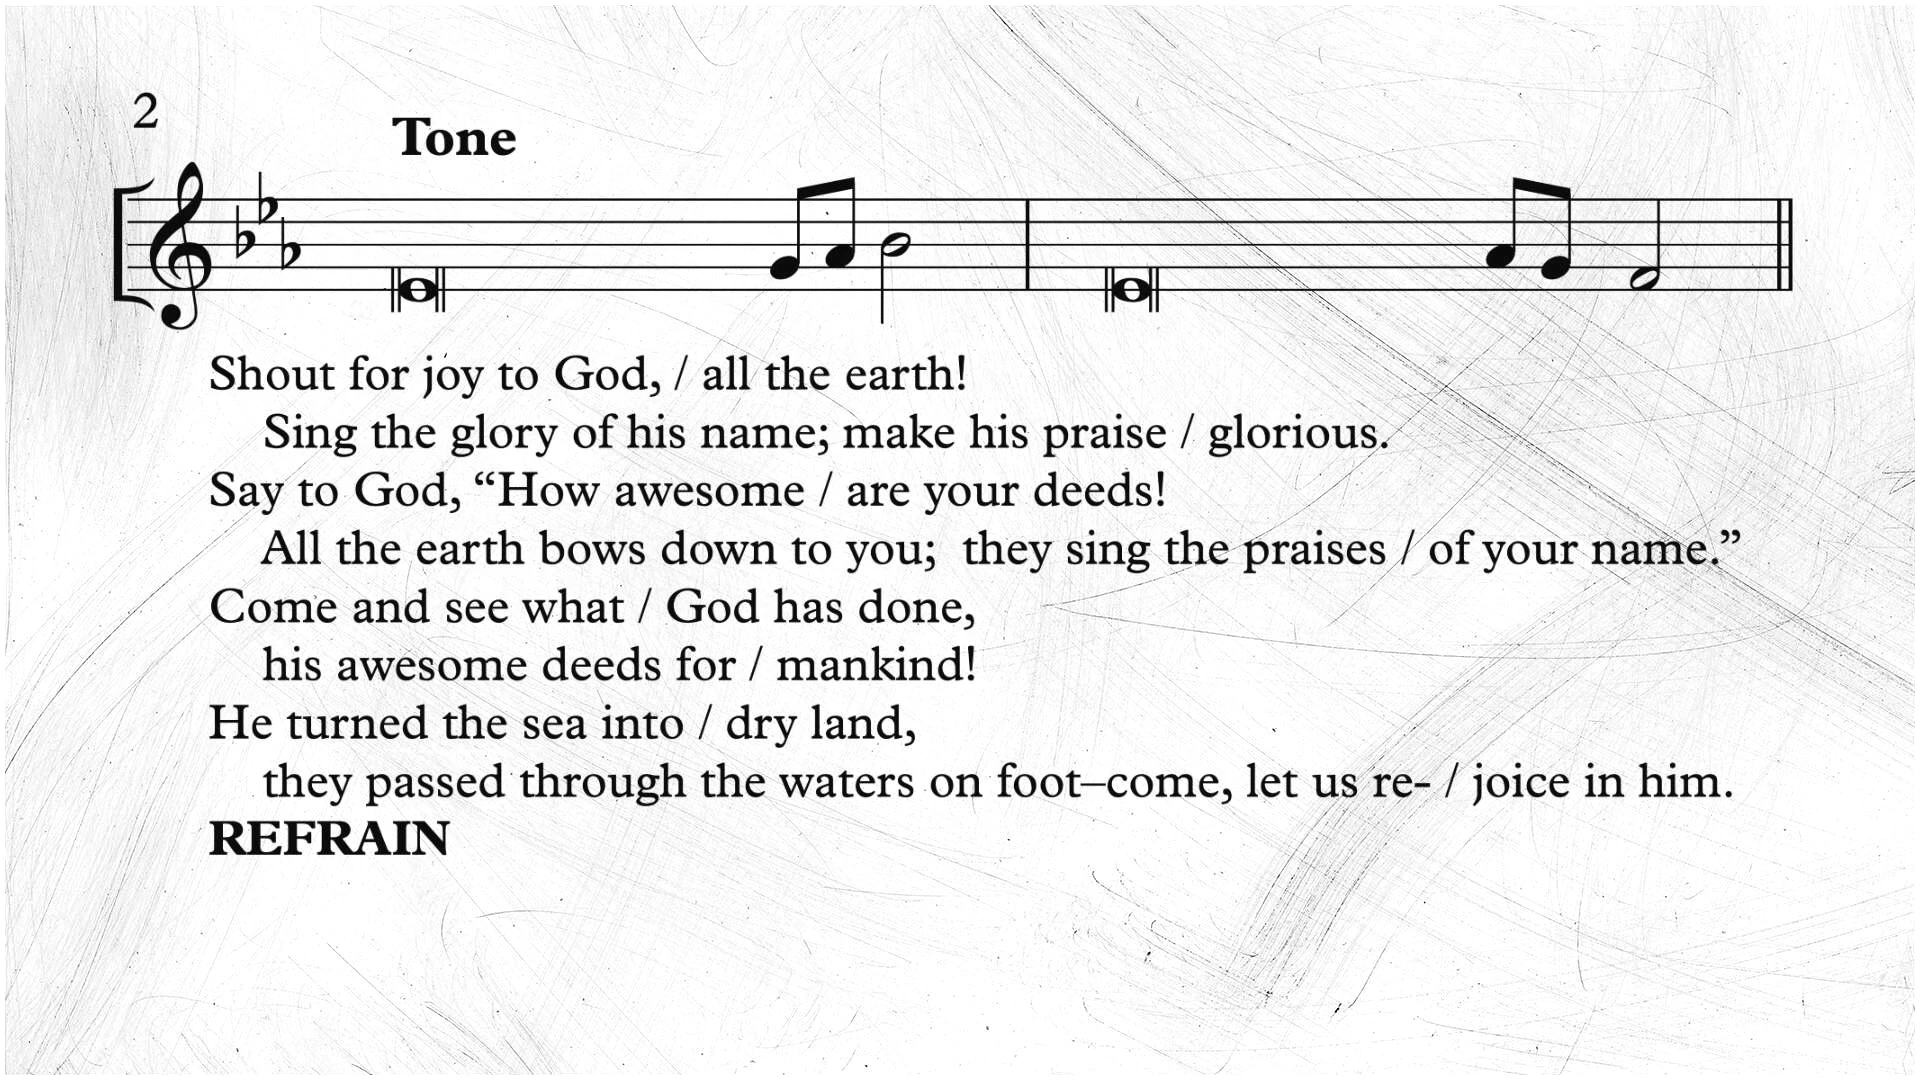 2
Tone
Shout for joy to God, / all the earth!
Sing the glory of his name; make his praise / glorious.
Say to God, “How awesome / are your deeds!
All the earth bows down to you;  they sing the praises / of your name.”
Come and see what / God has done,
his awesome deeds for / mankind!
He turned the sea into / dry land,
they passed through the waters on foot–come, let us re- / joice in him.
REFRAIN